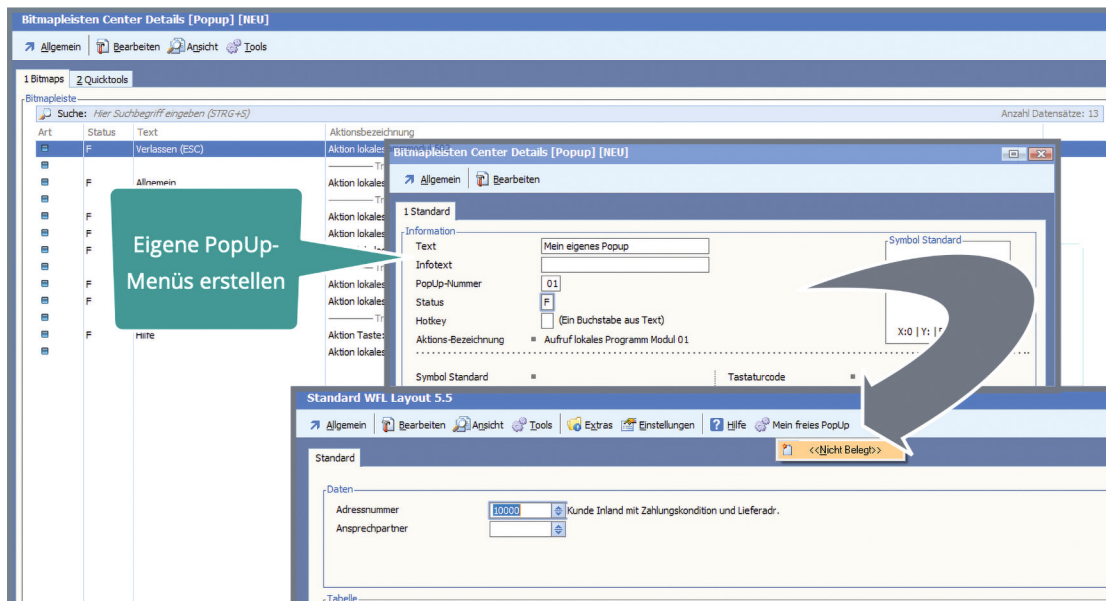 Bitmapleisten Center Details [Popup] [NEU]
Allgemein Bearbeiten Ansicht Tools
1 Bitmaps 2 Quicktools
Bitmapleiste
Suche: Hier Suchbegriff eingeben (STRG+S) Anzahl Datensätze: 13
Art Status Text Aktionsbezeichnung
F Verlassen (ESC) Aktion lokales
F Allgemein Aktion lokales
F Aktion lokales
F Aktion lokales
F
F Aktion lokales
F Aktion lokales
F Hilfe Aktion Taste:
Aktion lokales
Eigene PopUp-
Menüs erstellen
Bitmapleisten Center Details [Popup] [NEU]
Allgemein Bearbeiten
1 Standard
Information
Text Mein eigenes Popup
Infotext
PopUp-Nummer 01
Status F
Hotkey (Ein Buchstabe aus Text)
Aktions-Bezeichnung Aufruf lokales Programm Modul 01
Symbol Standard
X:0 | Y: |
Symbol Standard Tastaturcode
Standard WFL Layout 5.5
Allgemein Bearbeiten Ansicht Tools Extras Einstellungen Hilfe Mein freies PopUp
<<Nicht Belegt>>
Standard
Daten
Adressnummer 10000 Kunde Inland mit Zahlungskondition und Lieferadr.
Ansprechpartner
Tabelle